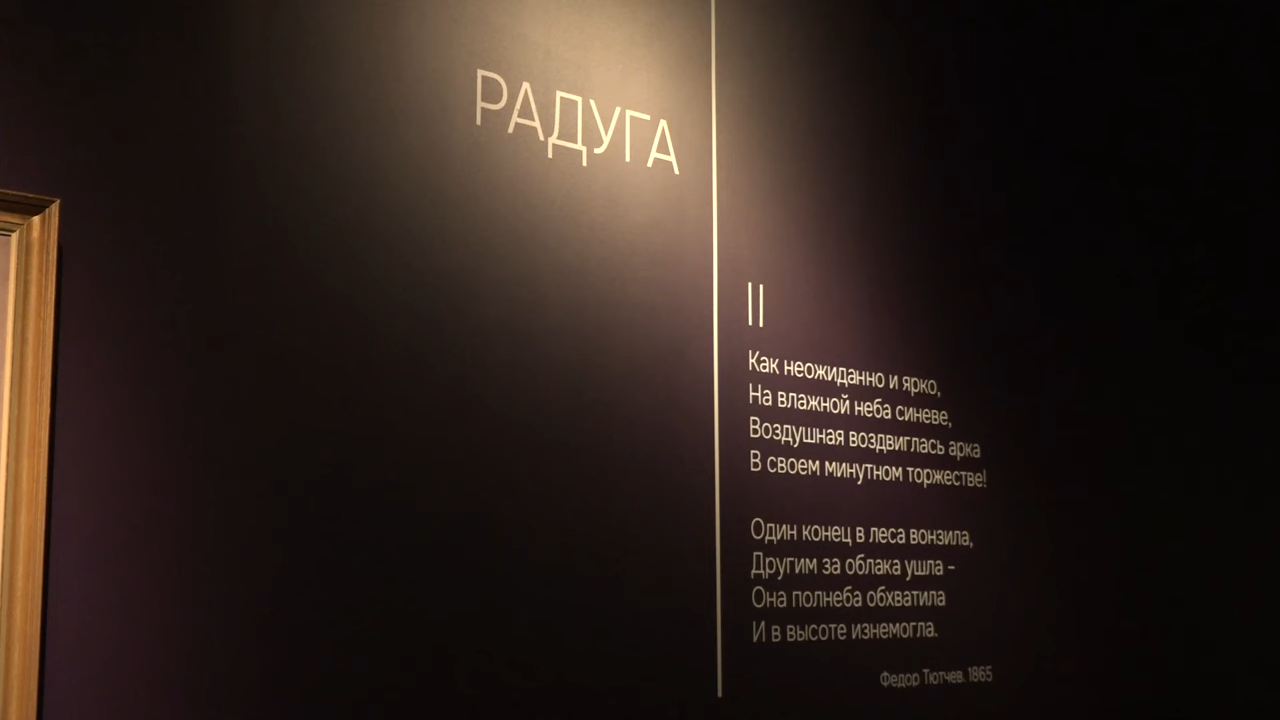 РАДУГА
II
Как неожиданно и ярко,
На влажной неба синеве,
Воздушная воздвиглась арка
В своем минутном торжестве!
Один конец в леса вонзила,
Другим за облака ушла –
Она полнеба обхватила
И в высоте изнемогла.
Федор Тютчев. 1865